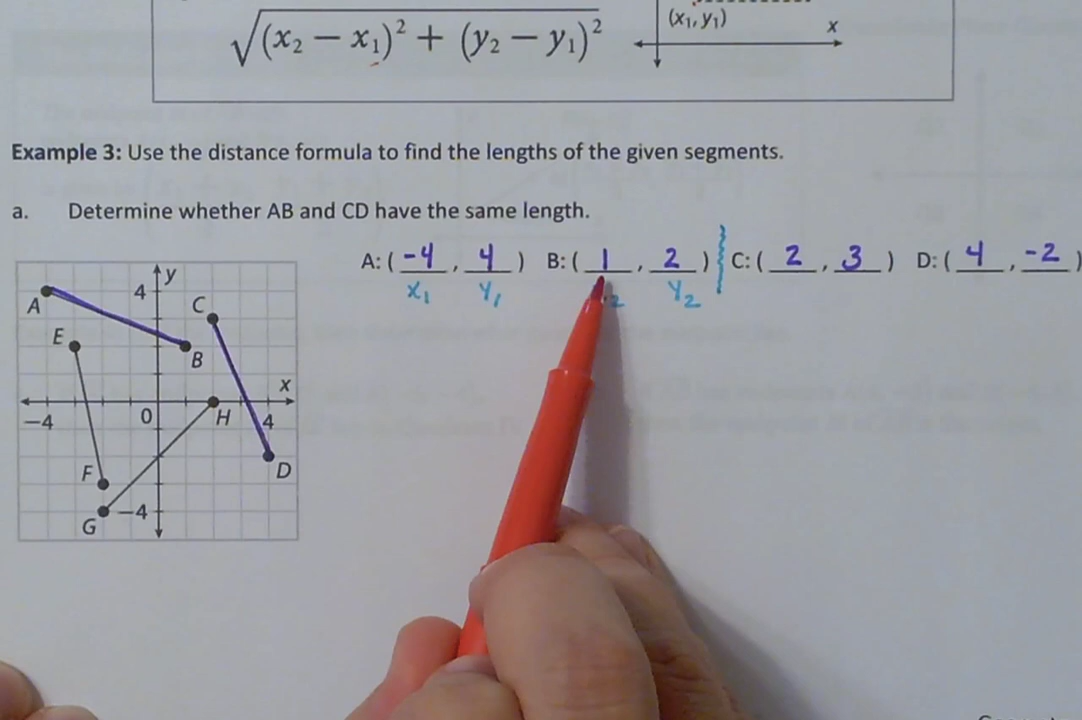 √(x₂ − x₁)² + (y₂ − y₁)²
(x₁, y₁)
x
Example 3: Use the distance formula to find the lengths of the given segments.
a. Determine whether AB and CD have the same length.
A: ( -4 , 4 ) B: ( 1 , 2 ) C: ( 2 , 3 ) D: ( 4 , -2 )
x₁ y₁ ₂ y₂
y
4
A
C
E
B
x
−4
0
H
4
F
D
G
−4